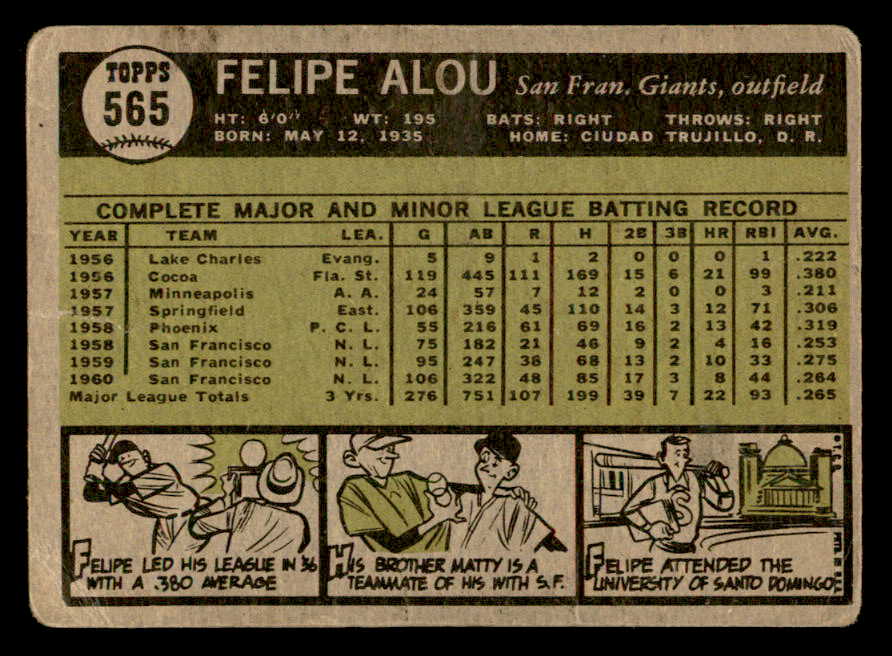 TOPPS
565
FELIPE ALOU San Fran. Giants, outfield
HT: 6'0" WT: 195 BATS: RIGHT THROWS: RIGHT
BORN: MAY 12, 1935 HOME: CIUDAD TRUJILLO, D. R.
COMPLETE MAJOR AND MINOR LEAGUE BATTING RECORD
YEAR TEAM LEA. G AB R H 2B 3B HR RBI AVG.
1956 Lake Charles Evang. 5 9 1 2 0 0 0 1 .222
1956 Cocoa Fla. St. 119 445 111 169 15 6 21 99 .380
1957 Minneapolis A. A. 24 57 7 12 2 0 0 3 .211
1957 Springfield East. 106 359 45 110 14 3 12 71 .306
1958 Phoenix P. C. L. 55 216 61 69 16 2 13 42 .319
1958 San Francisco N. L. 75 182 21 46 9 2 4 16 .253
1959 San Francisco N. L. 95 247 38 68 13 2 10 33 .275
1960 San Francisco N. L. 106 322 48 85 17 3 8 44 .264
Major League Totals 3 Yrs. 276 751 107 199 39 7 22 93 .265
FELIPE LED HIS LEAGUE IN '56
WITH A .380 AVERAGE
HIS BROTHER MATTY IS A
TEAMMATE OF HIS WITH S.F.
S
FELIPE ATTENDED THE
UNIVERSITY OF SANTO DOMINGO